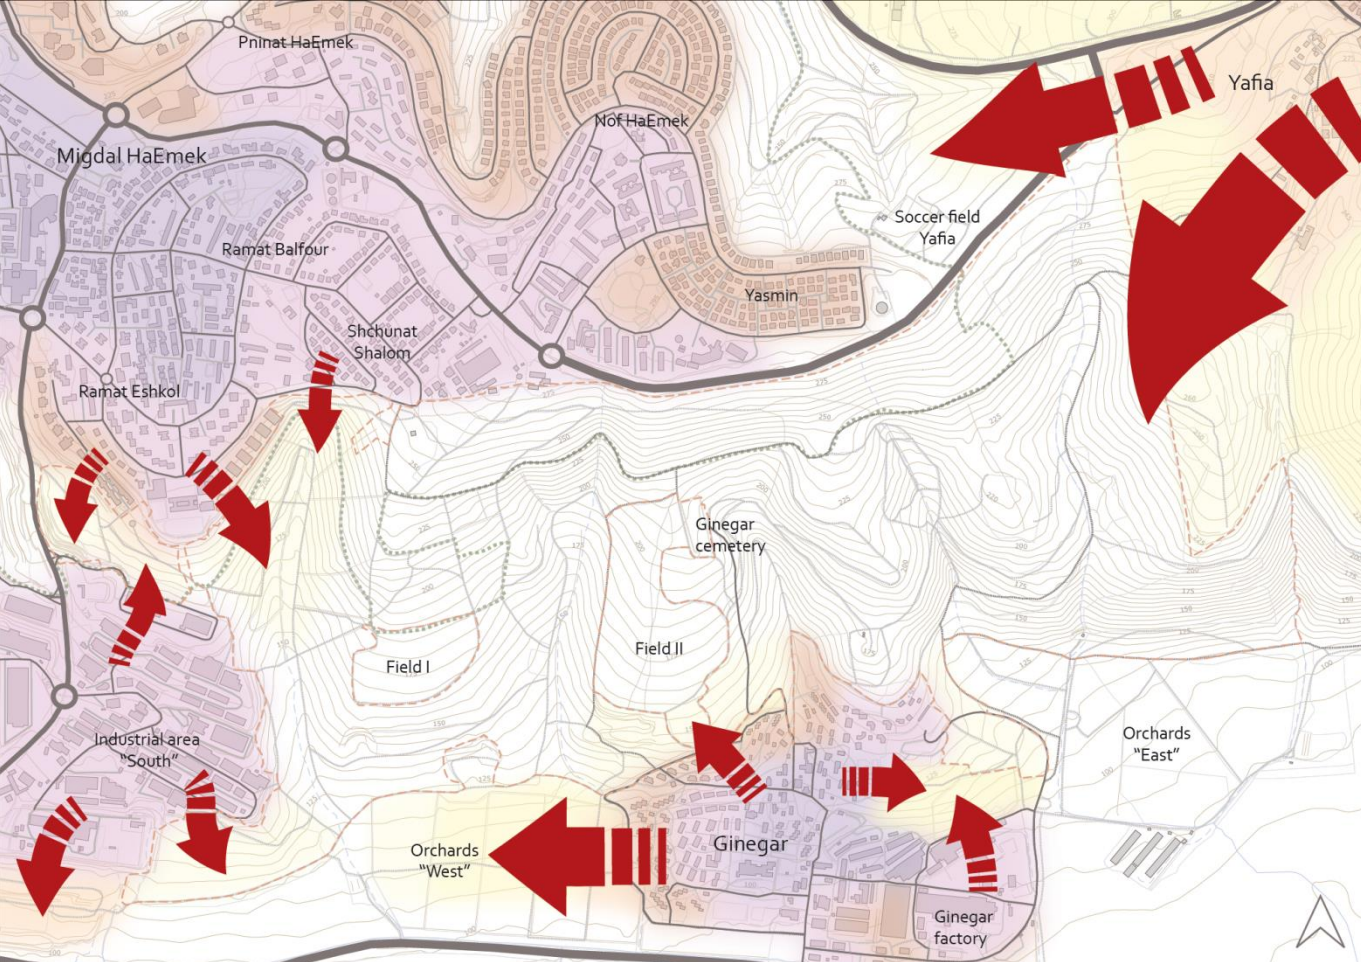 Pninat HaEmek
Yafia
Nof HaEmek
Migdal HaEmek
Soccer field
Yafia
Ramat Balfour
Yasmin
Shchunat
Shalom
Ramat Eshkol
Ginegar
cemetery
Field II
Field I
Industrial area
"South"
Orchards
"East"
Ginegar
Orchards
"West"
Ginegar
factory